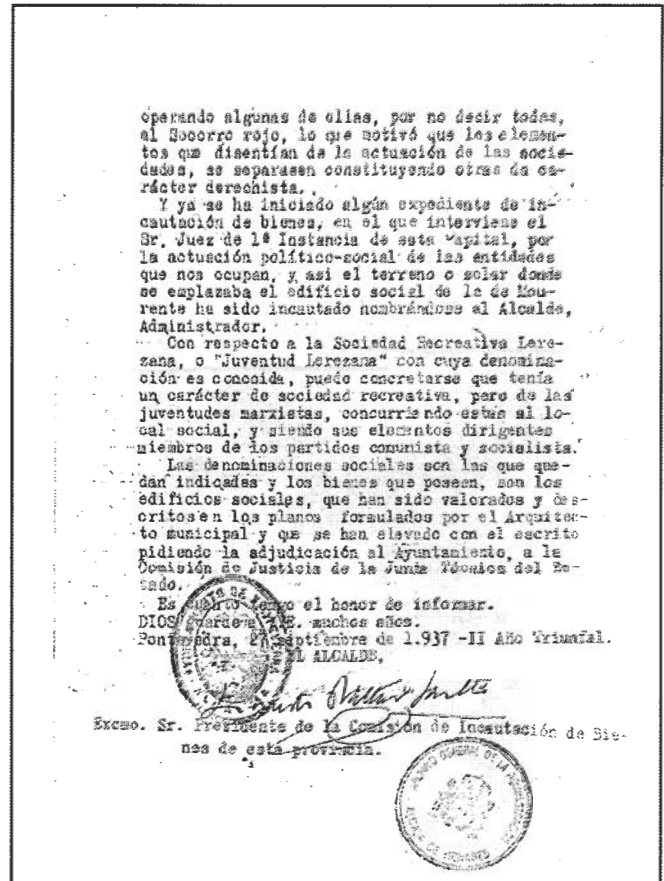 operando algunas de ellas, por no decir todas,
al Socorro rojo, lo que motivó que los elemen-
tos que disentían de la actuación de las socie-
dades, se separasen constituyendo otras de ca-
rácter derechista.
Y ya se ha iniciado algún expediente de in-
cautación de bienes, en el que interviene el
Sr. Juez de 1ª Instancia de esta Capital, por
la actuación político-social de las entidades
que nos ocupan, y asi el terreno o solar donde
se emplazaba el edificio social de la de Mou-
rente ha sido incautado nombrándose al Alcalde,
Administrador.
Con respecto a la Sociedad Recreativa Lere-
zana, o "Juventud Lerezana" con cuya denomina-
ción es conocida, puede concretarse que tenía
un carácter de sociedad recreativa, pero de las
juventudes marxistas, concurriendo estas al lo-
cal social, y siendo sus elementos dirigentes
miembros de los partidos comunista y socialista.
Las denominaciones sociales son las que que-
dan indicadas y los bienes que poseen, son los
edificios sociales, que han sido valorados y des-
critos en los planos formulados por el Arquitec-
to municipal y que se han elevado con el escrito
pidiendo la adjudicación al Ayuntamiento, a la
Comisión de Justicia de la Junta Técnica del Es-
tado.
Es cuanto tengo el honor de informar.
DIOS guarde a V.E. muchos años.
Pontevedra, septiembre de 1.937 -II Año Triunfal.
EL ALCALDE,
Excmo. Sr. Presidente de la Comisión de Incautación de Bie-
nes de esta provincia.
ARCHIVO GENERAL DE LA ADMINISTRACION
ALCALA DE HENARES